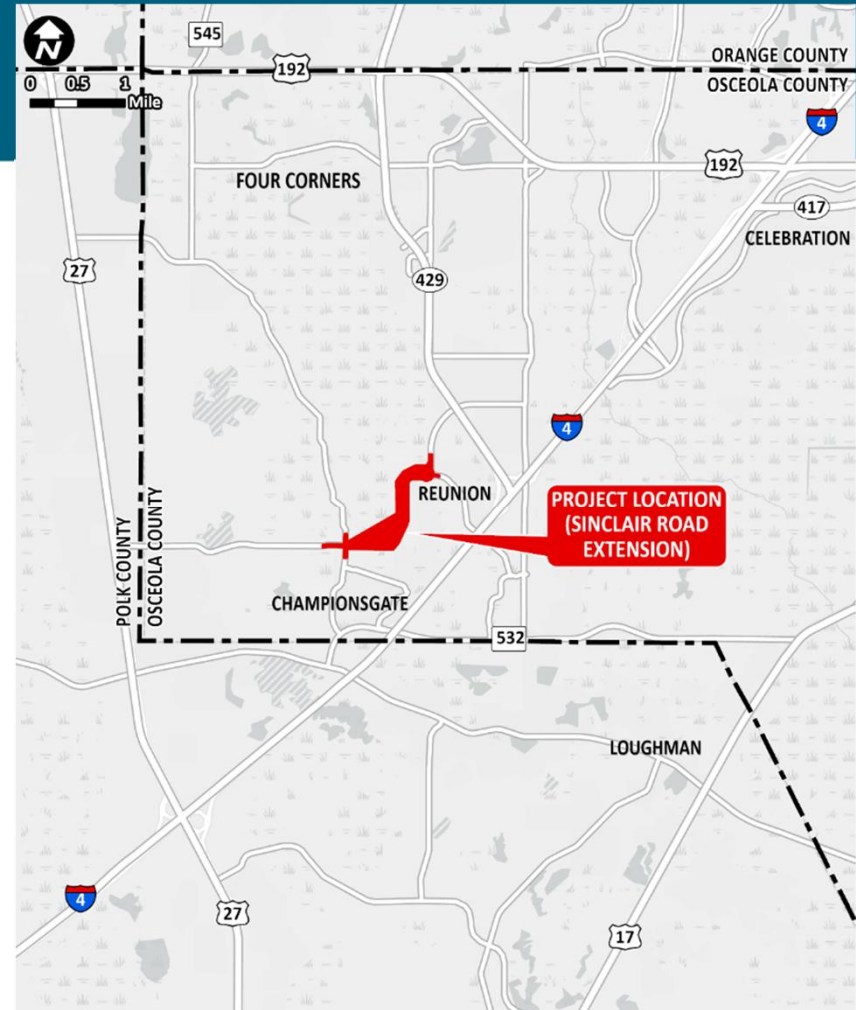 N
0 0.5 1
Mile
545
192
ORANGE COUNTY
OSCEOLA COUNTY
4
192
FOUR CORNERS
417
CELEBRATION
27
429
4
REUNION
PROJECT LOCATION
(SINCLAIR ROAD
EXTENSION)
POLK COUNTY
OSCEOLA COUNTY
CHAMPIONSGATE
532
LOUGHMAN
4
27
17